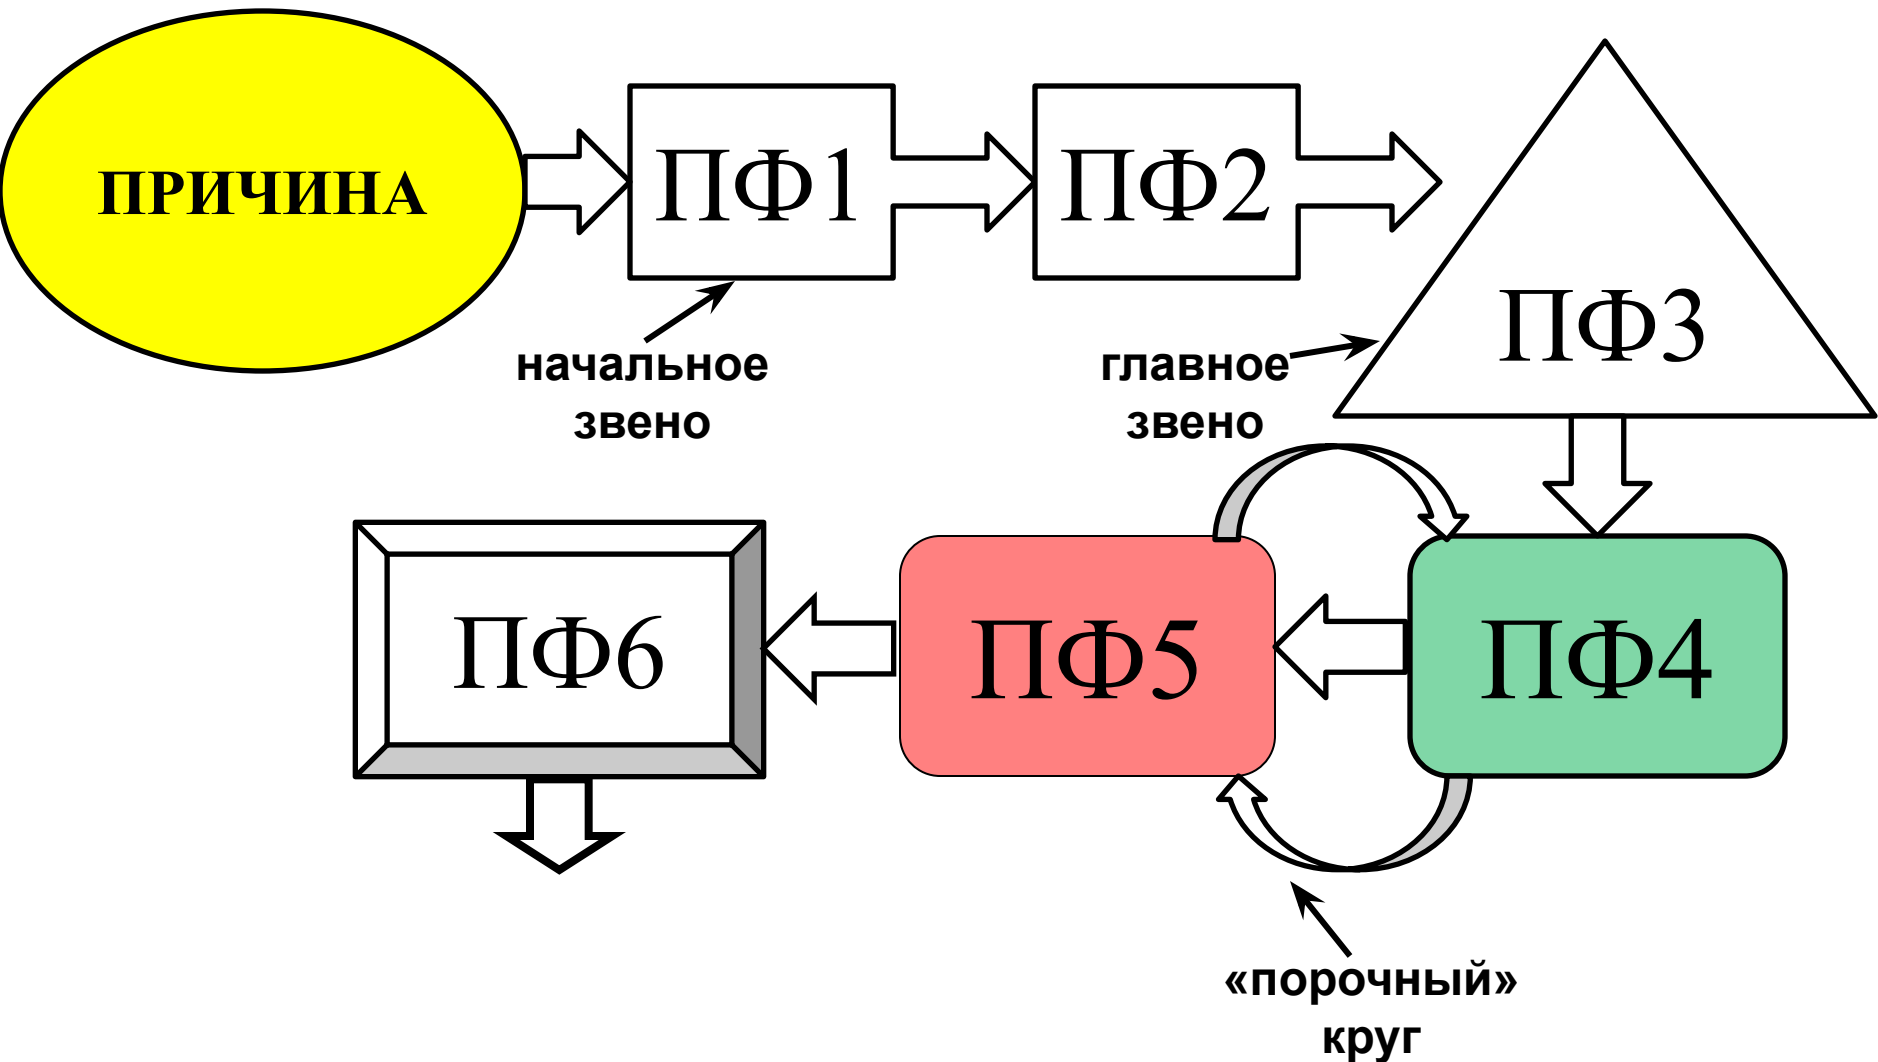 ПРИЧИНА
ПФ1
ПФ2
ПФ3
начальное
звено
главное
звено
ПФ6
ПФ5
ПФ4
«порочный»
круг